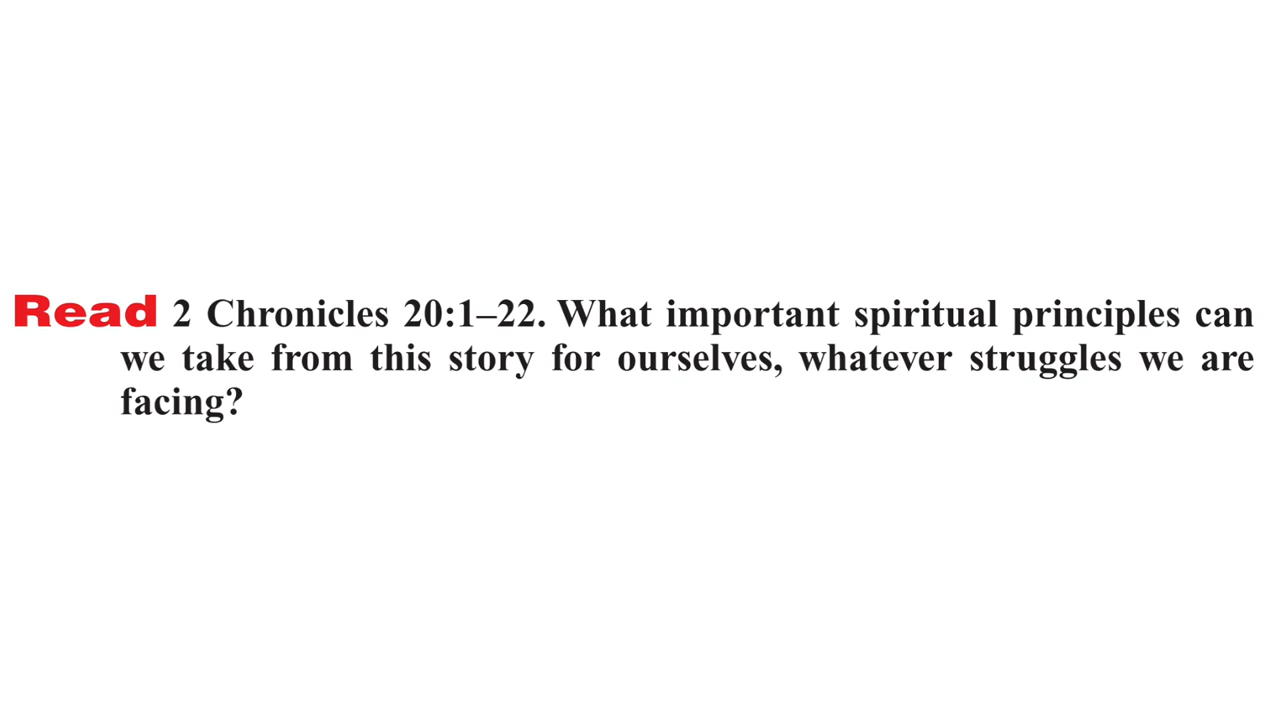 Read 2 Chronicles 20:1–22. What important spiritual principles can
we take from this story for ourselves, whatever struggles we are
facing?